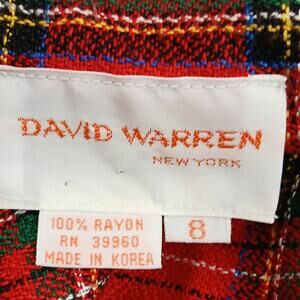 DAVID WARREN
NEW YORK
100% RAYON
RN 39960
MADE IN KOREA
8